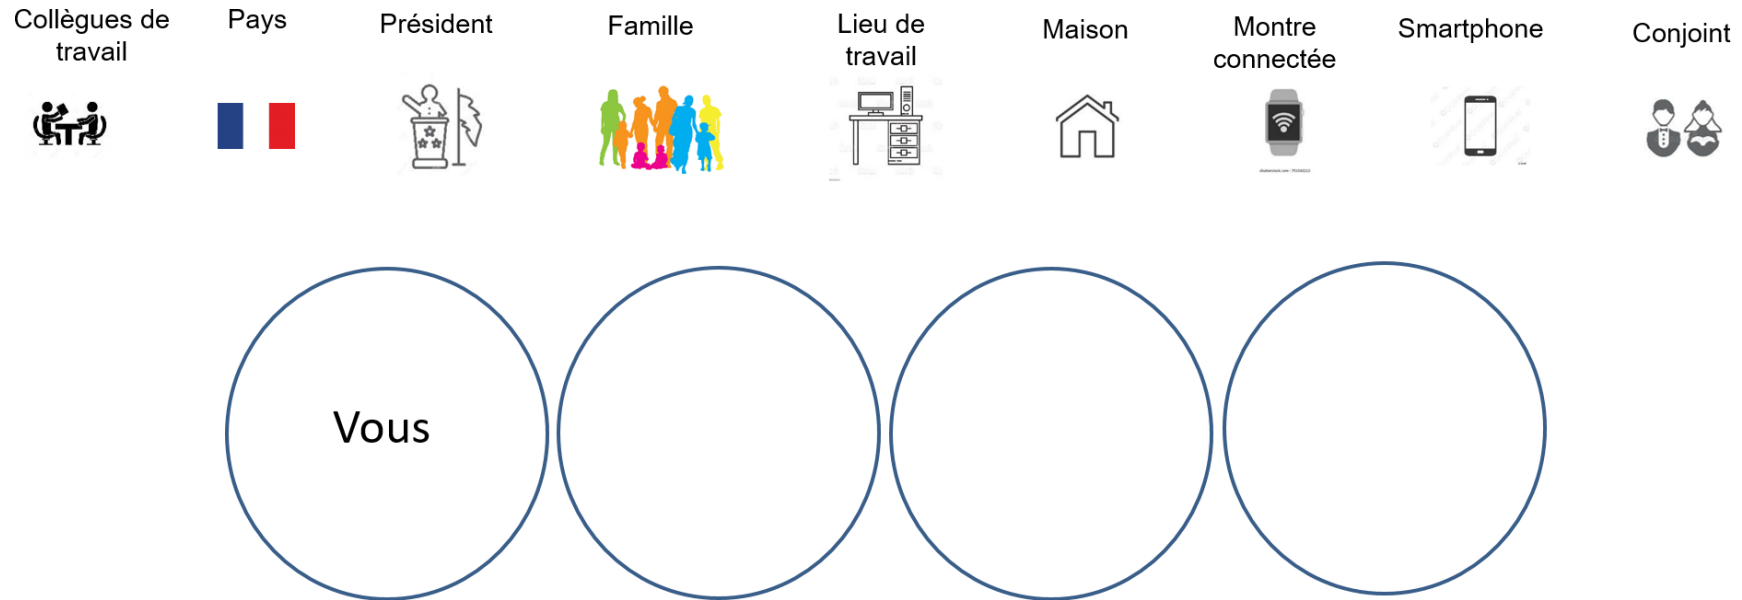 Collègues de
travail
Pays
Président
Famille
Lieu de
travail
Maison
Montre
connectée
Smartphone
Conjoint
Vous